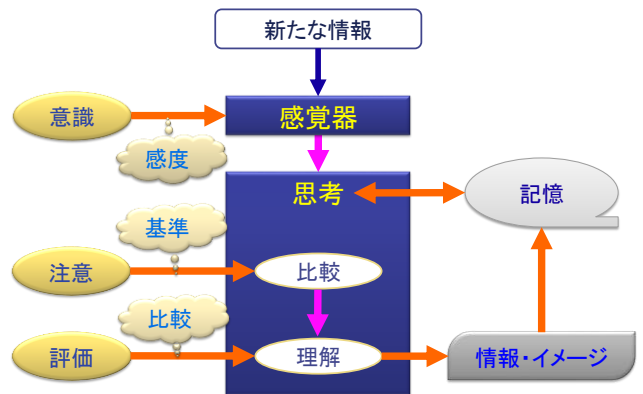 新たな情報
意識
感覚器
感度
思考
記憶
基準
注意
比較
比較
評価
理解
情報・イメージ